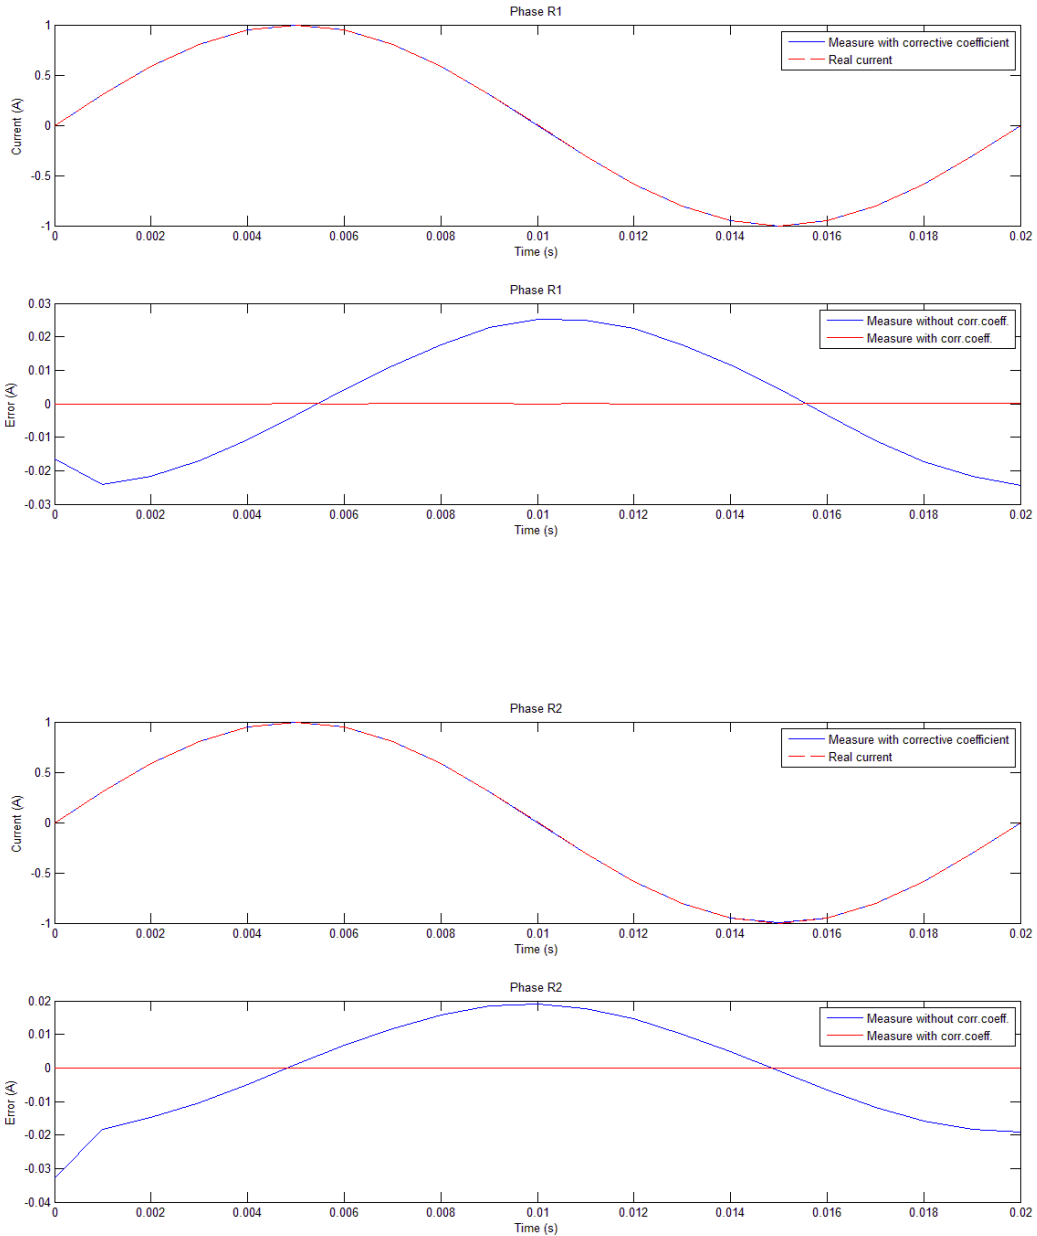 Phase R1
Measure with corrective coefficient
Real current
Current (A)
1
0.5
0
-0.5
-1
0 0.002 0.004 0.006 0.008 0.01 0.012 0.014 0.016 0.018 0.02
Time (s)
Phase R1
Measure without corr.coeff.
Measure with corr.coeff.
Error (A)
0.03
0.02
0.01
0
-0.01
-0.02
-0.03
0 0.002 0.004 0.006 0.008 0.01 0.012 0.014 0.016 0.018 0.02
Time (s)
Phase R2
Measure with corrective coefficient
Real current
Current (A)
1
0.5
0
-0.5
-1
0 0.002 0.004 0.006 0.008 0.01 0.012 0.014 0.016 0.018 0.02
Time (s)
Phase R2
Measure without corr.coeff.
Measure with corr.coeff.
Error (A)
0.02
0.01
0
-0.01
-0.02
-0.03
-0.04
0 0.002 0.004 0.006 0.008 0.01 0.012 0.014 0.016 0.018 0.02
Time (s)